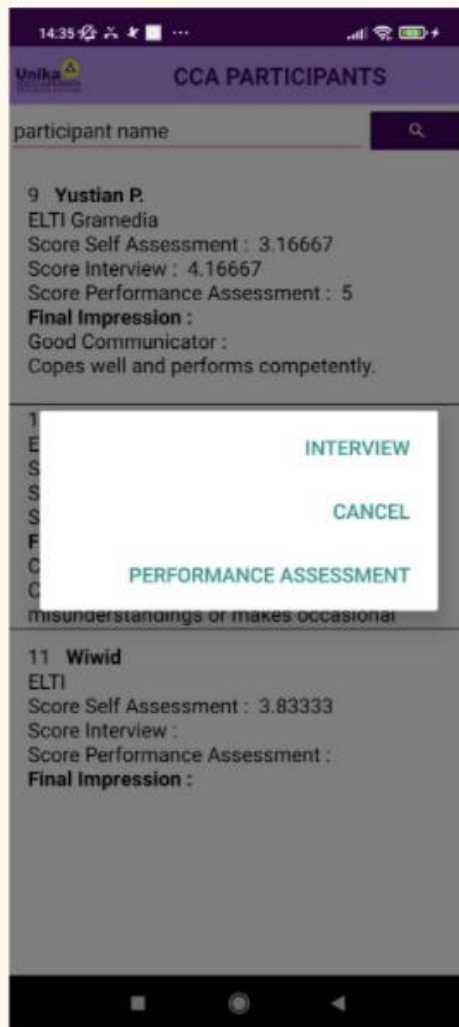 14:35
Unika
CCA PARTICIPANTS
participant name
9 Yustian P.
ELTI Gramedia
Score Self Assessment : 3.16667
Score Interview : 4.16667
Score Performance Assessment : 5
Final Impression :
Good Communicator :
Copes well and performs competently.
1
E
S
S
S
F
C
C
INTERVIEW
CANCEL
PERFORMANCE ASSESSMENT
misunderstandings or makes occasional
11 Wiwid
ELTI
Score Self Assessment : 3.83333
Score Interview :
Score Performance Assessment :
Final Impression :